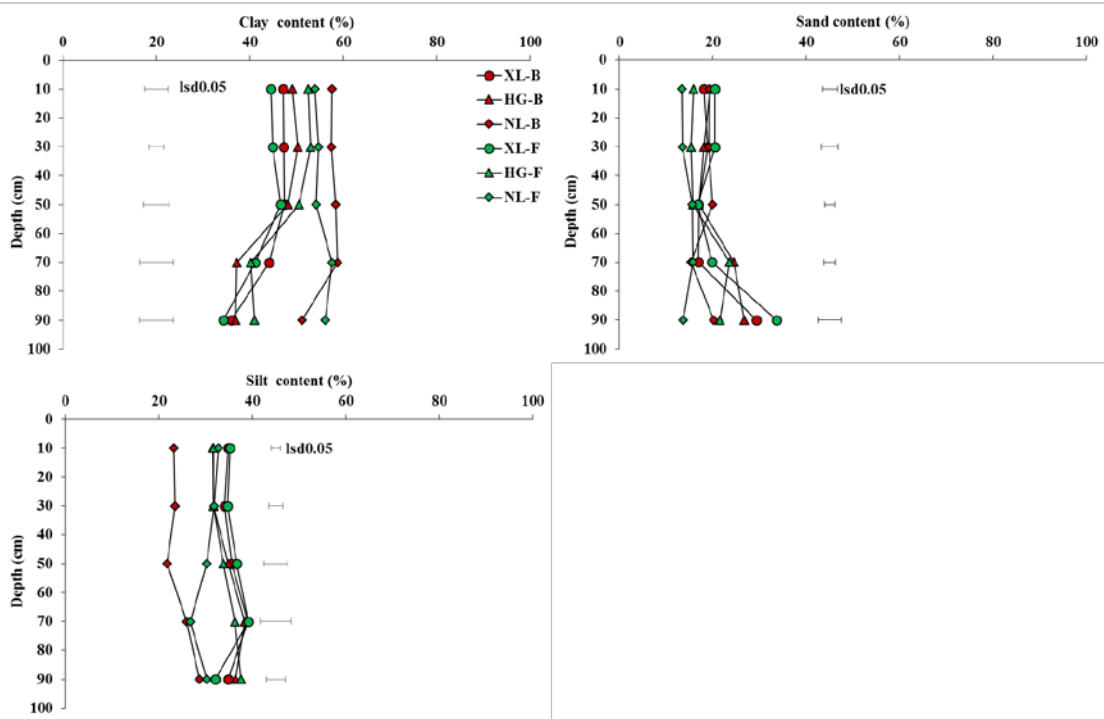 Clay content (%)
0 20 40 60 80 100
0
10
20
30
40
50
60
70
80
90
100
Depth (cm)
lsd0.05
XL-B
HG-B
NL-B
XL-F
HG-F
NL-F
Sand content (%)
0 20 40 60 80 100
0
10
20
30
40
50
60
70
80
90
100
Depth (cm)
lsd0.05
Silt content (%)
0 20 40 60 80 100
0
10
20
30
40
50
60
70
80
90
100
Depth (cm)
lsd0.05